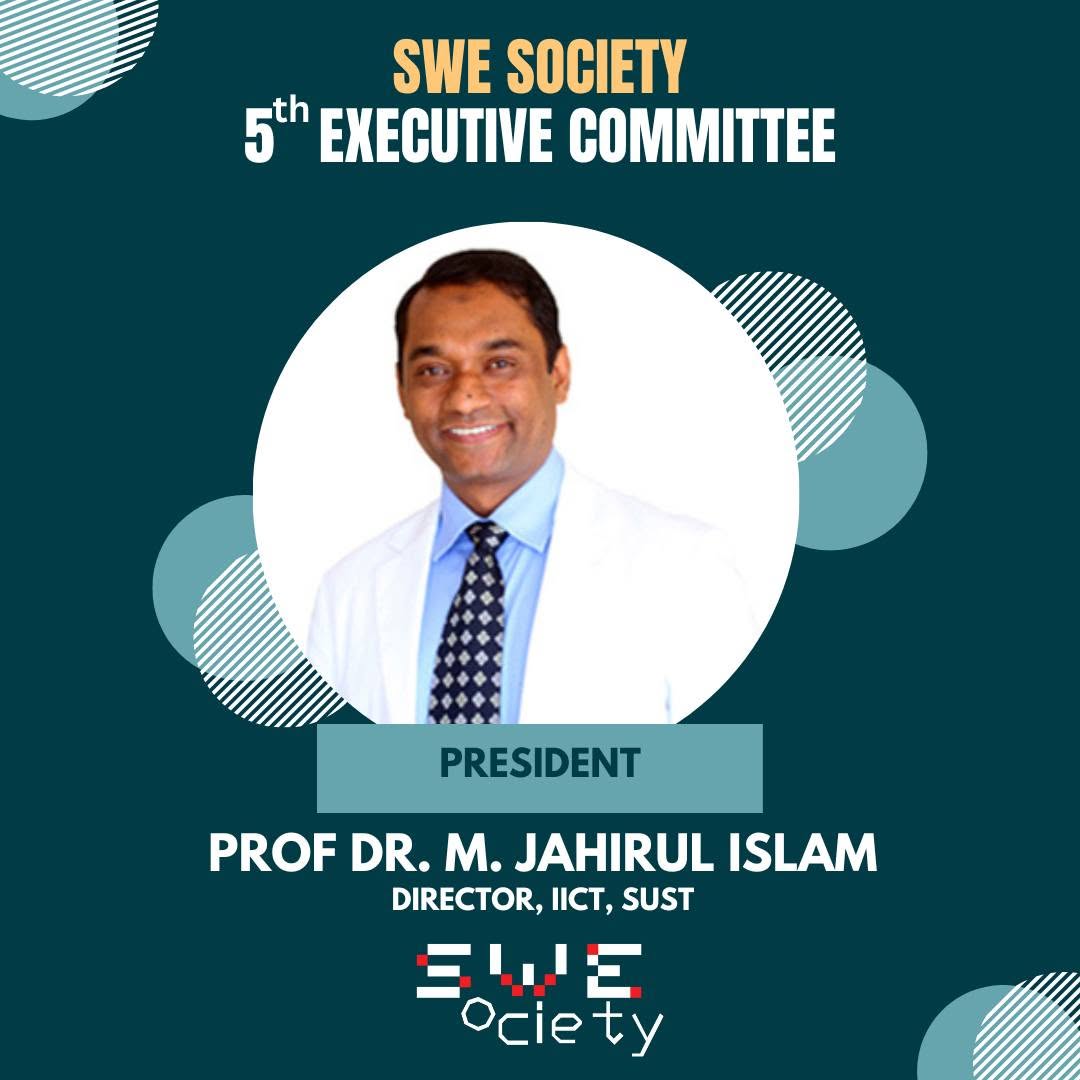 SWE SOCIETY
5th EXECUTIVE COMMITTEE
PRESIDENT
PROF DR. M. JAHIRUL ISLAM
DIRECTOR, IICT, SUST
SWE
Ociety